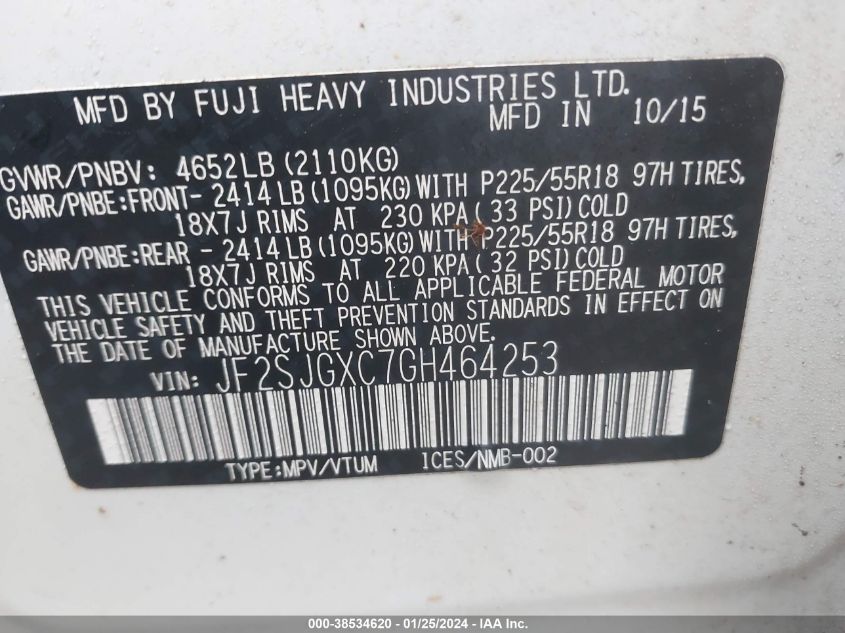 MFD BY FUJI HEAVY INDUSTRIES LTD.
MFD IN 10/15
GVWR/PNBV: 4652LB (2110KG)
GAWR/PNBE:FRONT- 2414 LB (1095KG) WITH P225/55R18 97H TIRES,
18X7J RIMS AT 230 KPA ( 33 PSI) COLD
GAWR/PNBE:REAR - 2414 LB (1095KG) WITH P225/55R18 97H TIRES,
18X7J RIMS AT 220 KPA ( 32 PSI) COLD
THIS VEHICLE CONFORMS TO ALL APPLICABLE FEDERAL MOTOR
VEHICLE SAFETY AND THEFT PREVENTION STANDARDS IN EFFECT ON
THE DATE OF MANUFACTURE SHOWN ABOVE.
VIN: JF2SJGXC7GH464253
TYPE:MPV/VTUM ICES/NMB-002
000-38534620 | 01/25/2024 - IAA Inc.